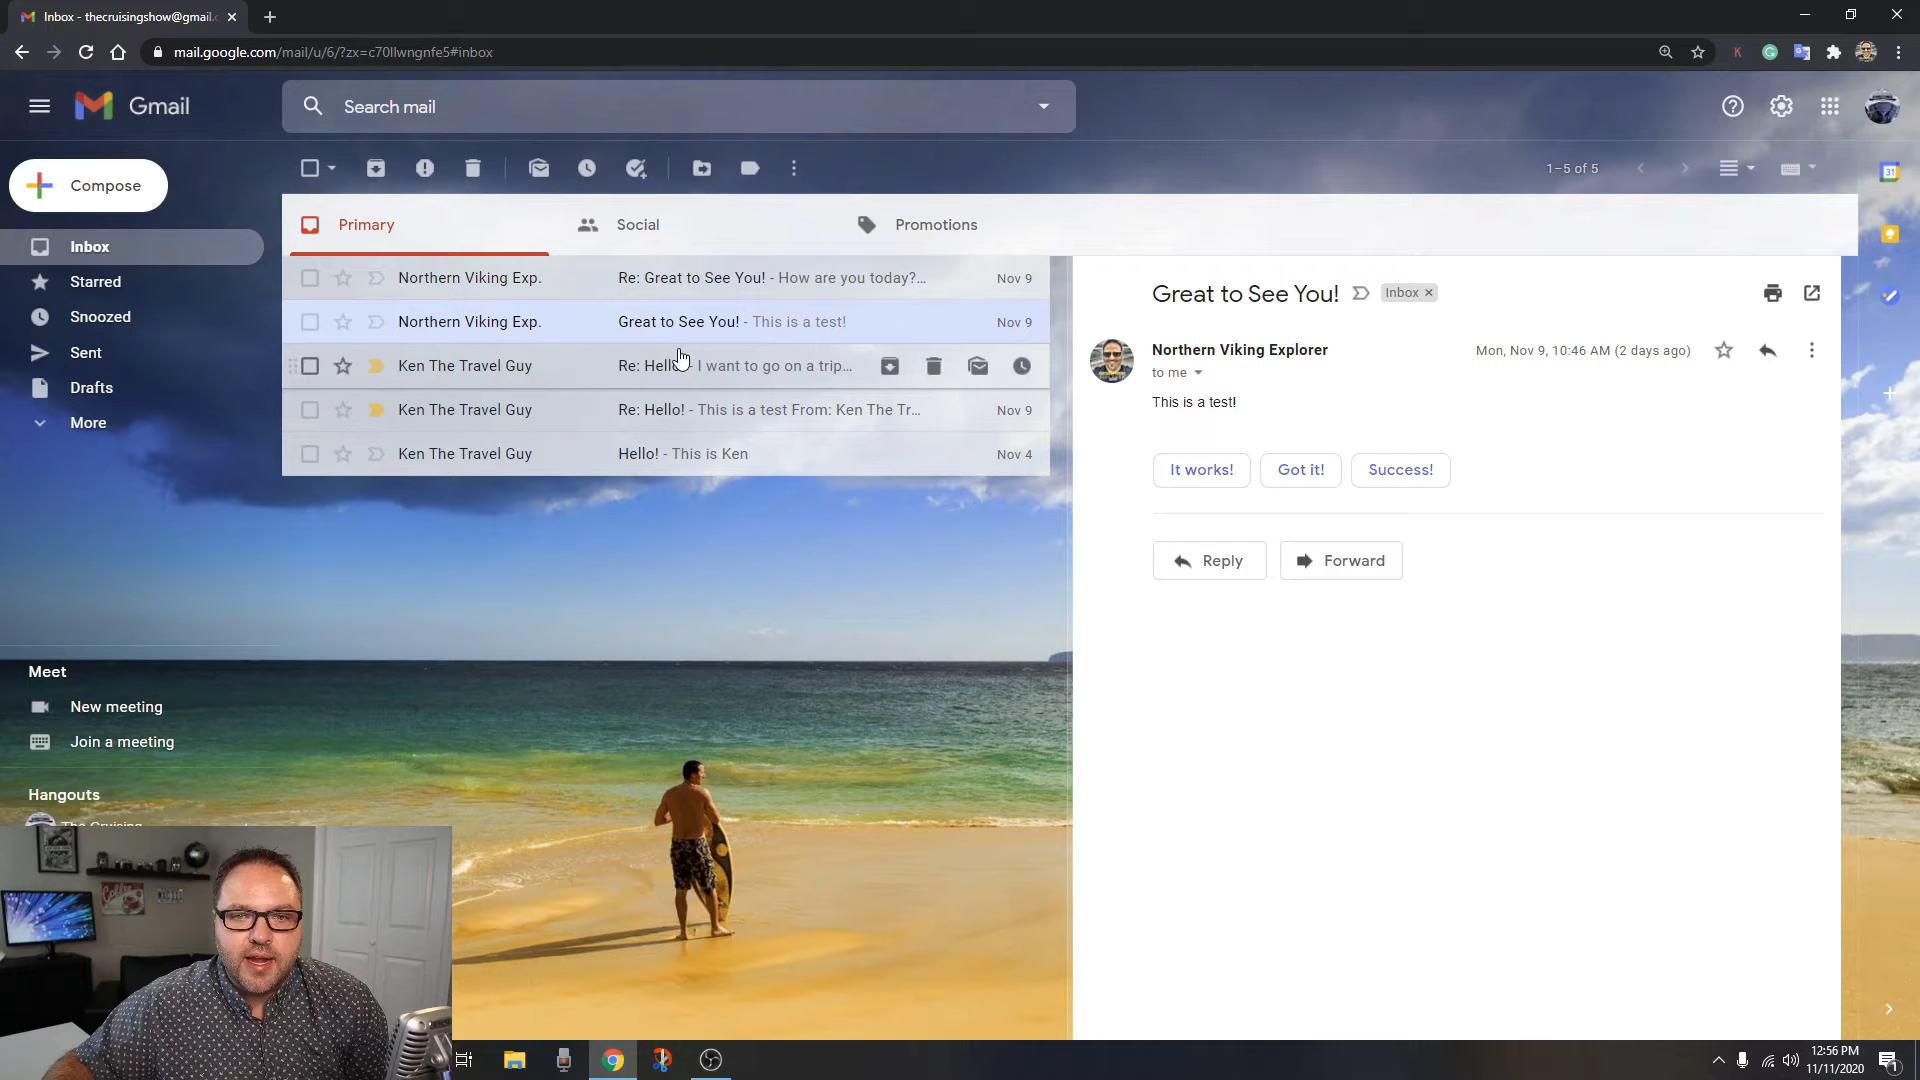 Inbox - thecruisingshow@gmail.c
mail.google.com/mail/u/6/?zx=c70llwngnfe5#inbox
Gmail
Search mail
1–5 of 5
Compose
Primary
Social
Promotions
Inbox
Starred
Snoozed
Sent
Drafts
More
Northern Viking Exp. Re: Great to See You! - How are you today?... Nov 9
Northern Viking Exp. Great to See You! - This is a test! Nov 9
Ken The Travel Guy Re: Hello! - I want to go on a trip...
Ken The Travel Guy Re: Hello! - This is a test From: Ken The Tr... Nov 9
Ken The Travel Guy Hello! - This is Ken Nov 4
Great to See You! Inbox ×
Northern Viking Explorer Mon, Nov 9, 10:46 AM (2 days ago)
to me
This is a test!
It works! Got it! Success!
Reply Forward
Meet
New meeting
Join a meeting
Hangouts
The Cruising
31
12:56 PM
11/11/2020
1